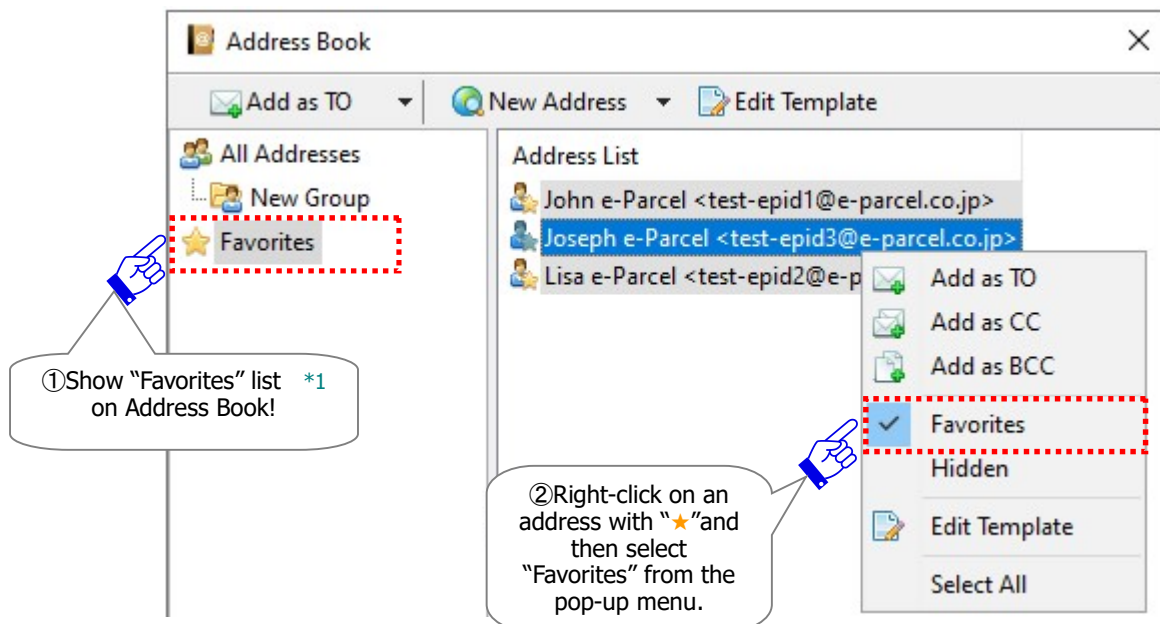 Address Book
Add as TO
New Address
Edit Template
All Addresses
New Group
Favorites
Address List
John e-Parcel <test-epid1@e-parcel.co.jp>
Joseph e-Parcel <test-epid3@e-parcel.co.jp>
Lisa e-Parcel <test-epid2@e-p
Add as TO
Add as CC
Add as BCC
Favorites
Hidden
Edit Template
Select All
①Show “Favorites” list *1
on Address Book!
②Right-click on an
address with “★”and
then select
“Favorites” from the
pop-up menu.